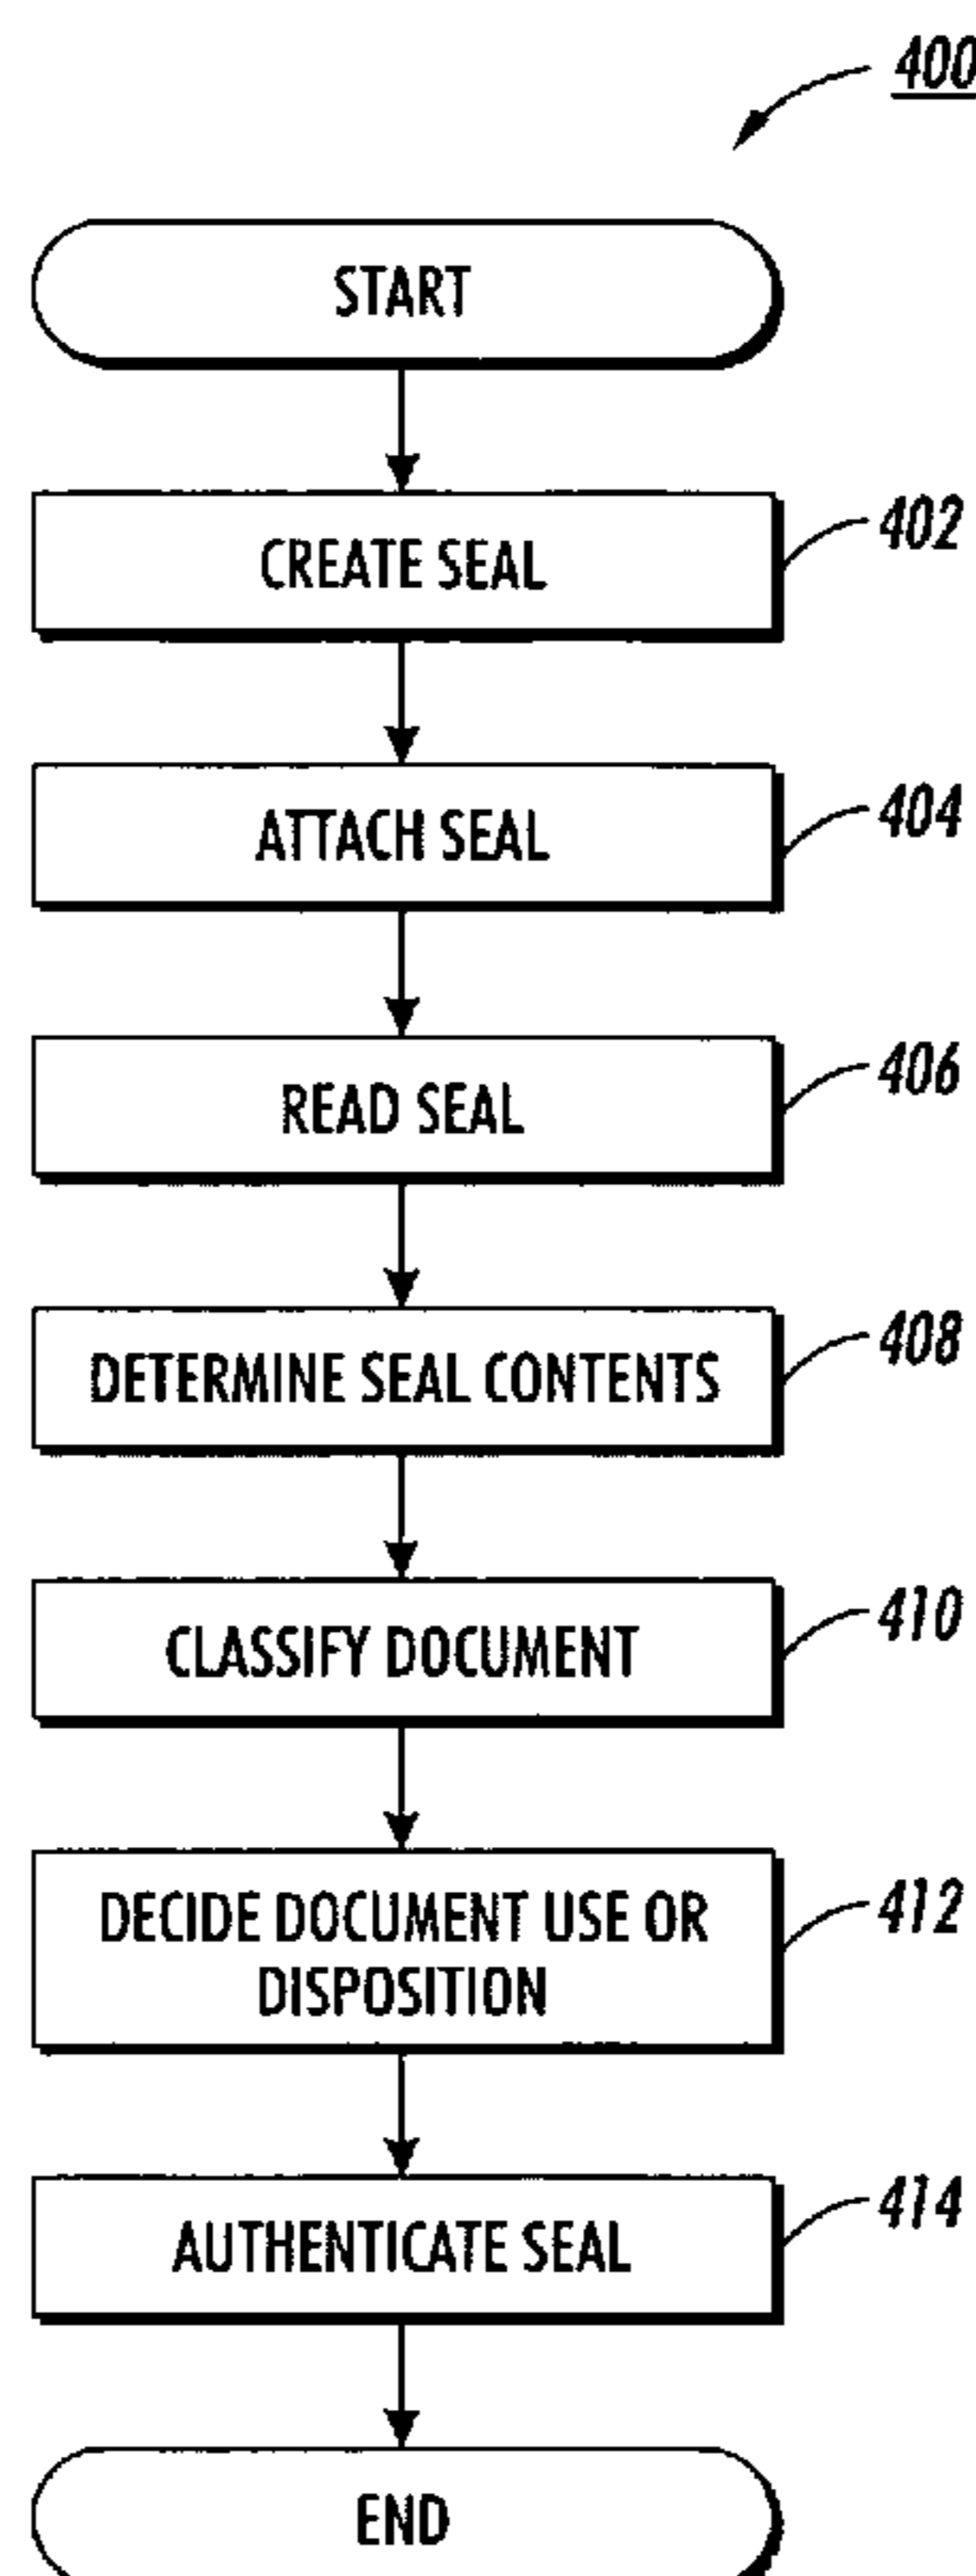 400
START
CREATE SEAL
402
ATTACH SEAL
404
READ SEAL
406
DETERMINE SEAL CONTENTS
408
CLASSIFY DOCUMENT
410
DECIDE DOCUMENT USE OR
DISPOSITION
412
AUTHENTICATE SEAL
414
END